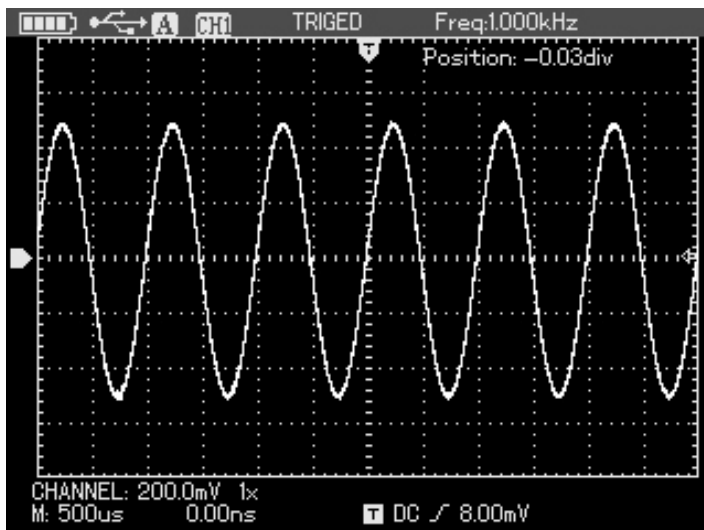 A CH1 TRIGED Freq:1.000kHz
T
Position: -0.03div
CHANNEL: 200.0mV 1x
M: 500us 0.00ns T DC 8.00mV